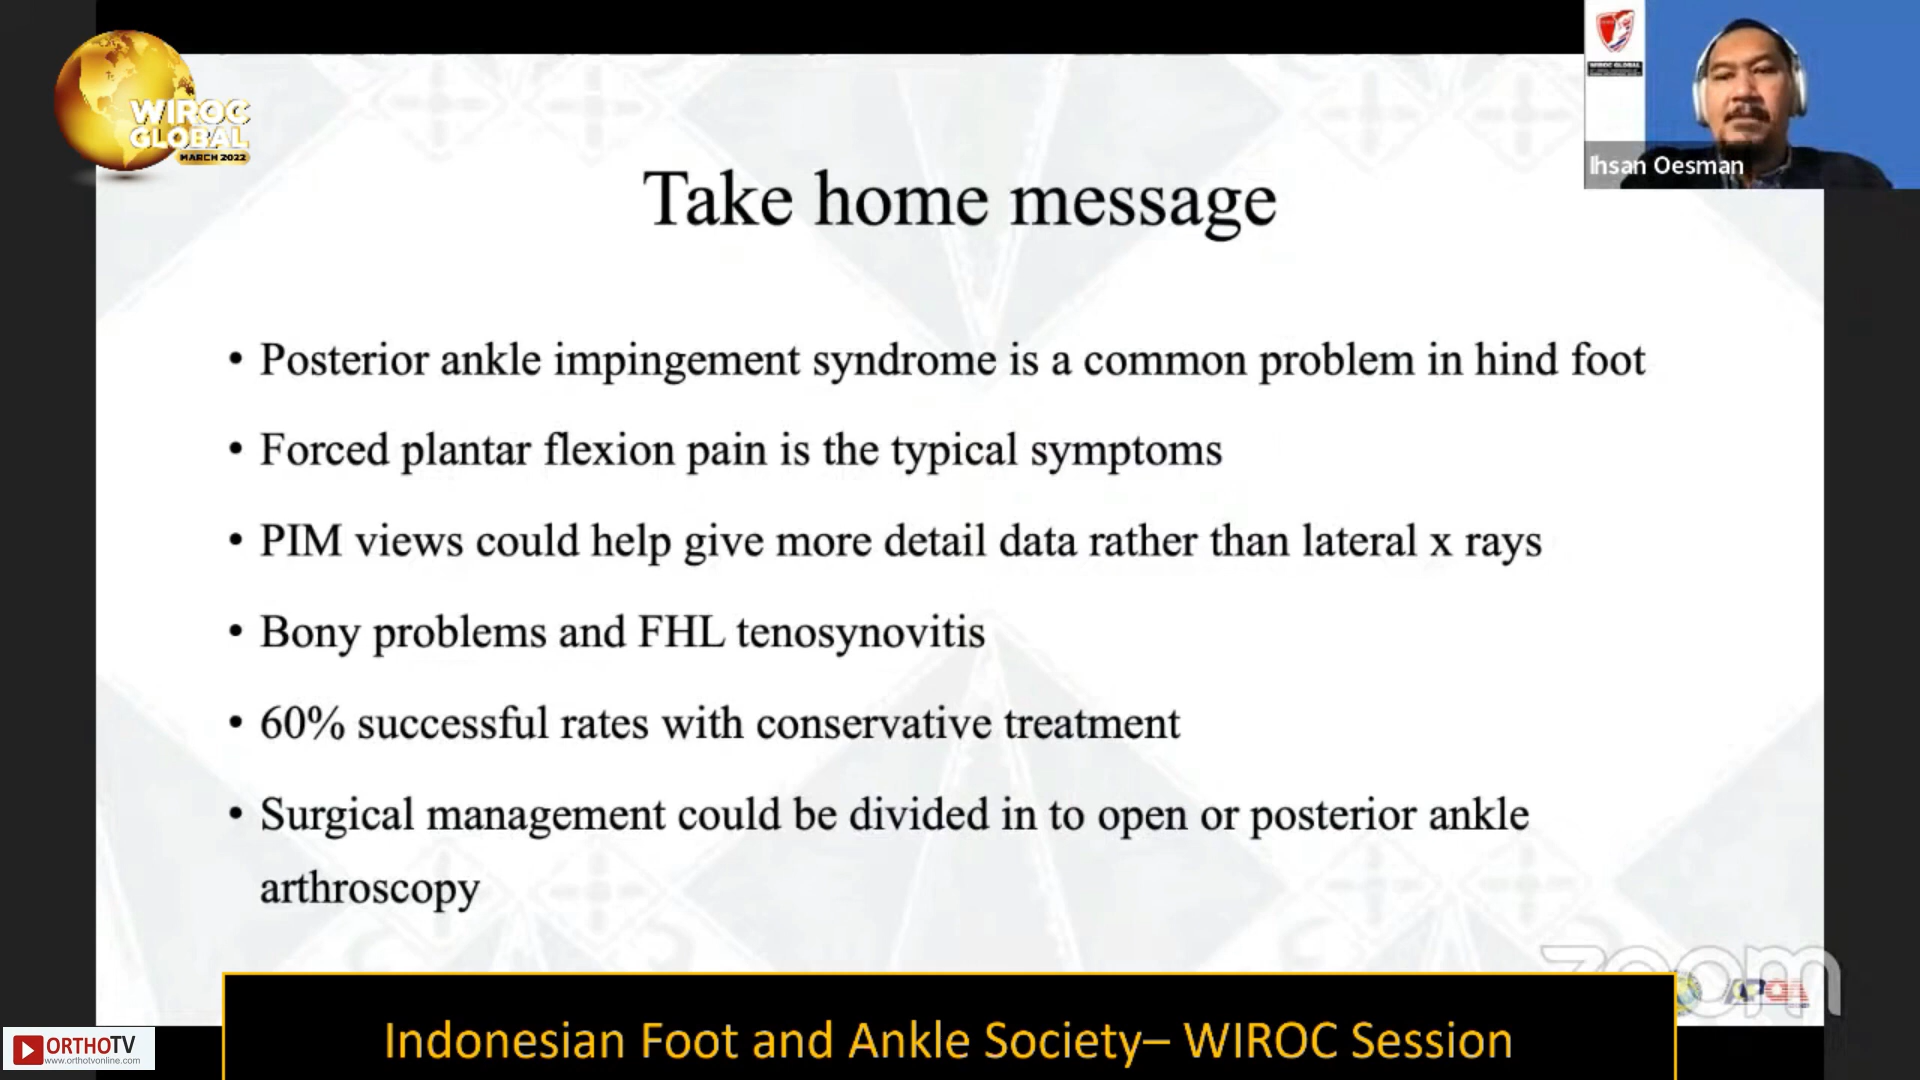 WIROC
GLOBAL
MARCH 2022
WIROC GLOBAL
Ihsan Oesman
Take home message
• Posterior ankle impingement syndrome is a common problem in hind foot
• Forced plantar flexion pain is the typical symptoms
• PIM views could help give more detail data rather than lateral x rays
• Bony problems and FHL tenosynovitis
• 60% successful rates with conservative treatment
• Surgical management could be divided in to open or posterior ankle
arthroscopy
zoom
Indonesian Foot and Ankle Society– WIROC Session
ORTHOTV
www.orthotvonline.com